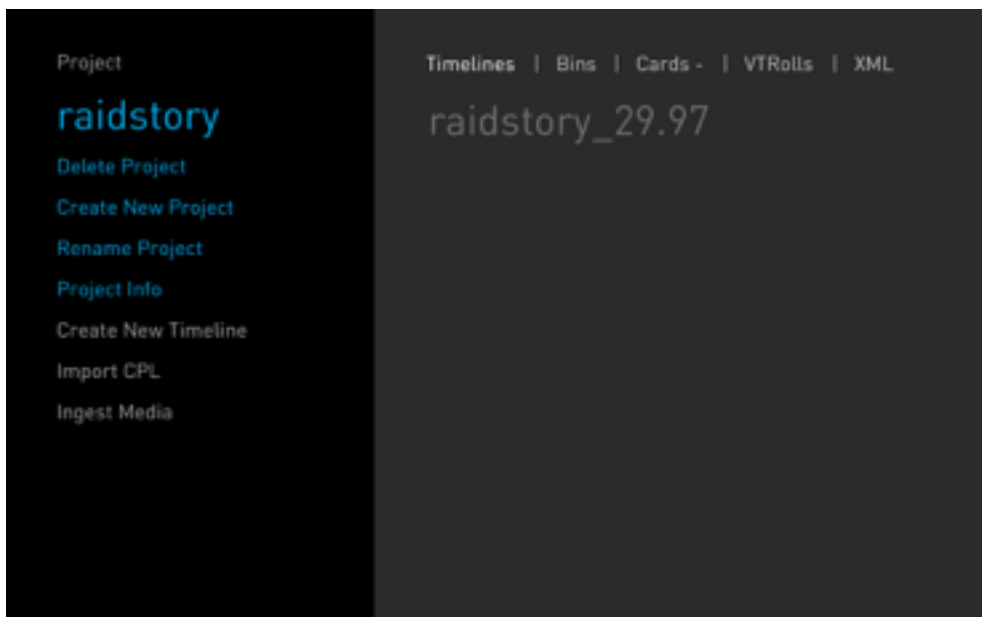 Project
raidstory
Delete Project
Create New Project
Rename Project
Project Info
Create New Timeline
Import CPL
Ingest Media
Timelines | Bins | Cards - | VTRolls | XML
raidstory_29.97